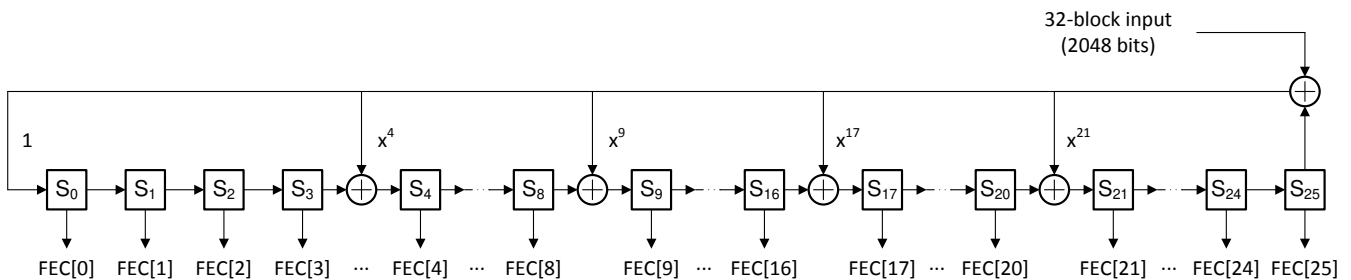 32-block input
(2048 bits)
1 x⁴ x⁹ x¹⁷ x²¹
S₀ S₁ S₂ S₃ S₄ S₈ S₉ S₁₆ S₁₇ S₂₀ S₂₁ S₂₄ S₂₅
FEC[0] FEC[1] FEC[2] FEC[3] ··· FEC[4] ··· FEC[8] FEC[9] ··· FEC[16] FEC[17] ··· FEC[20] FEC[21] ··· FEC[24] FEC[25]